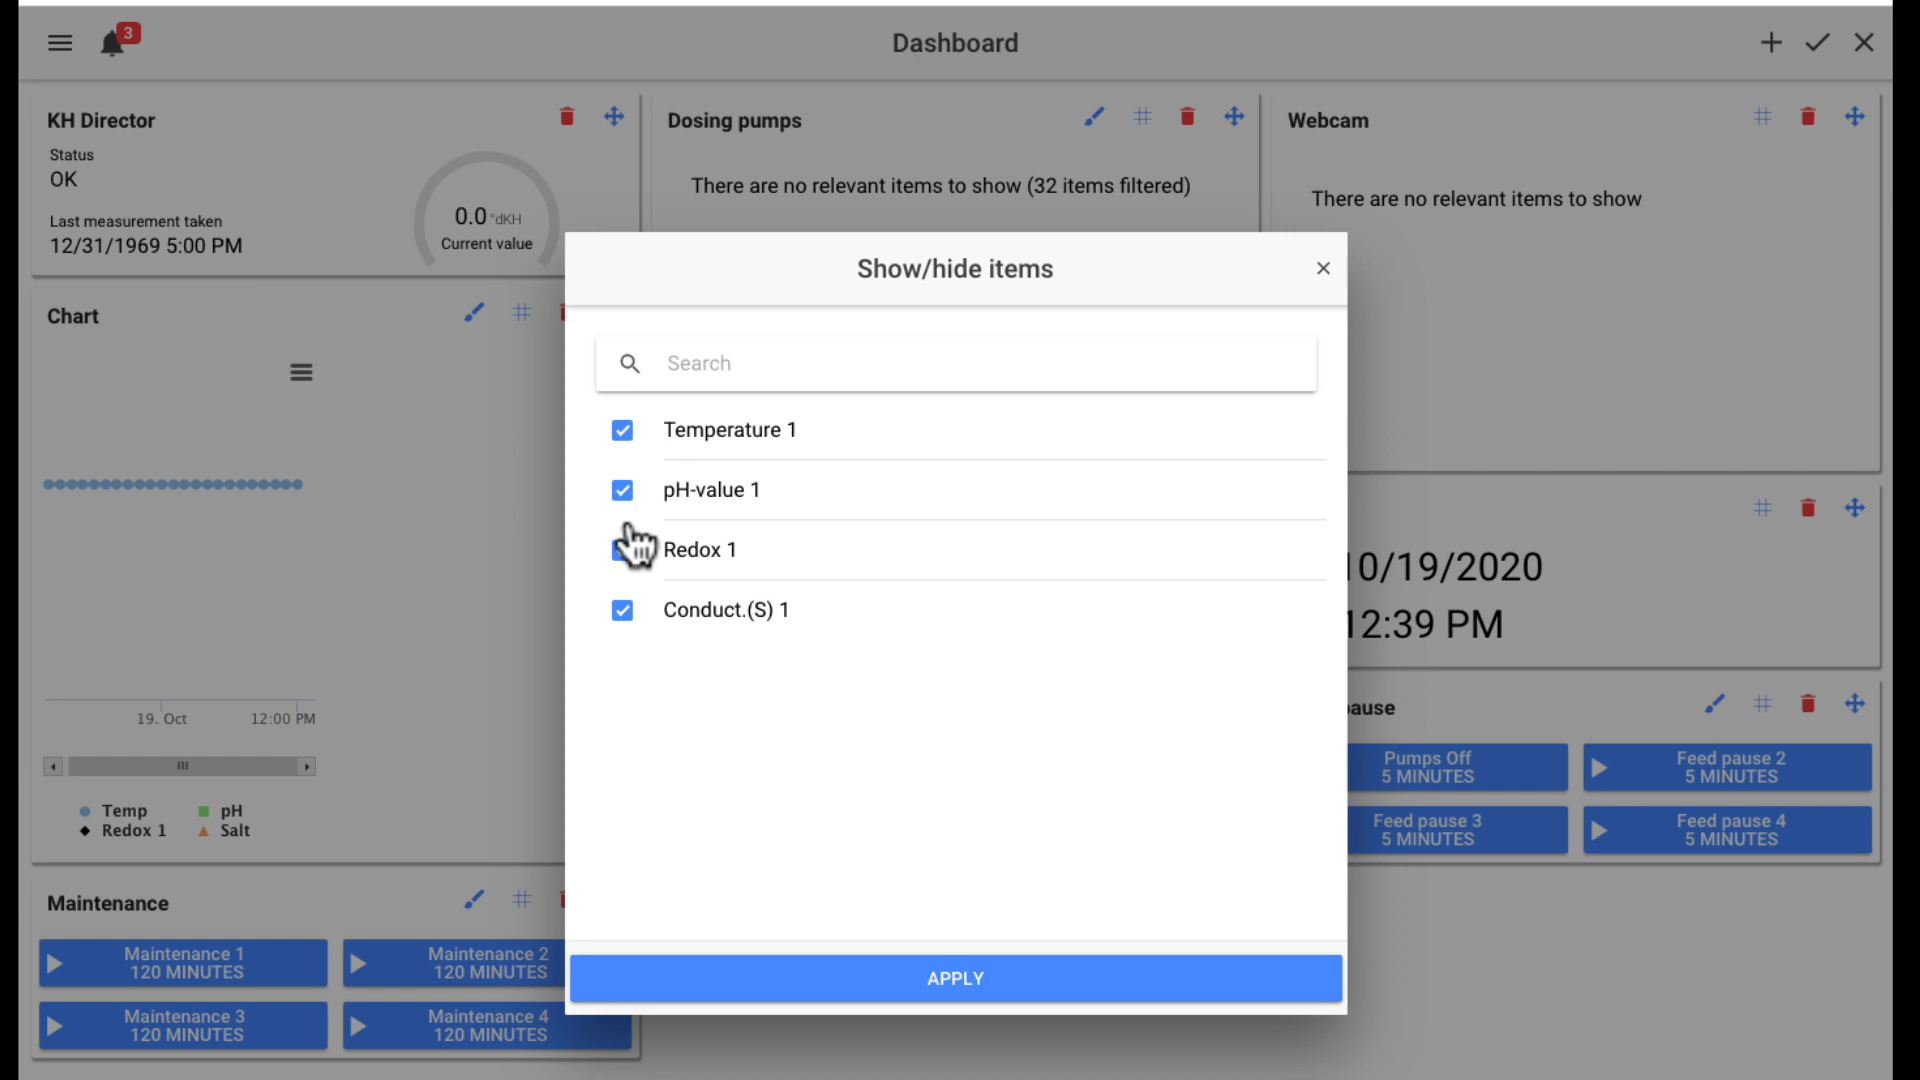 3
Dashboard
KH Director
Status
OK
Last measurement taken
12/31/1969 5:00 PM
0.0 °dKH
Current value
Dosing pumps
There are no relevant items to show (32 items filtered)
Webcam
There are no relevant items to show
Show/hide items
Search
Temperature 1
pH-value 1
Redox 1
Conduct.(S) 1
APPLY
Chart
19. Oct
12:00 PM
Temp
pH
Redox 1
Salt
10/19/2020
12:39 PM
ause
Pumps Off
5 MINUTES
Feed pause 2
5 MINUTES
Feed pause 3
5 MINUTES
Feed pause 4
5 MINUTES
Maintenance
Maintenance 1
120 MINUTES
Maintenance 2
120 MINUTES
Maintenance 3
120 MINUTES
Maintenance 4
120 MINUTES